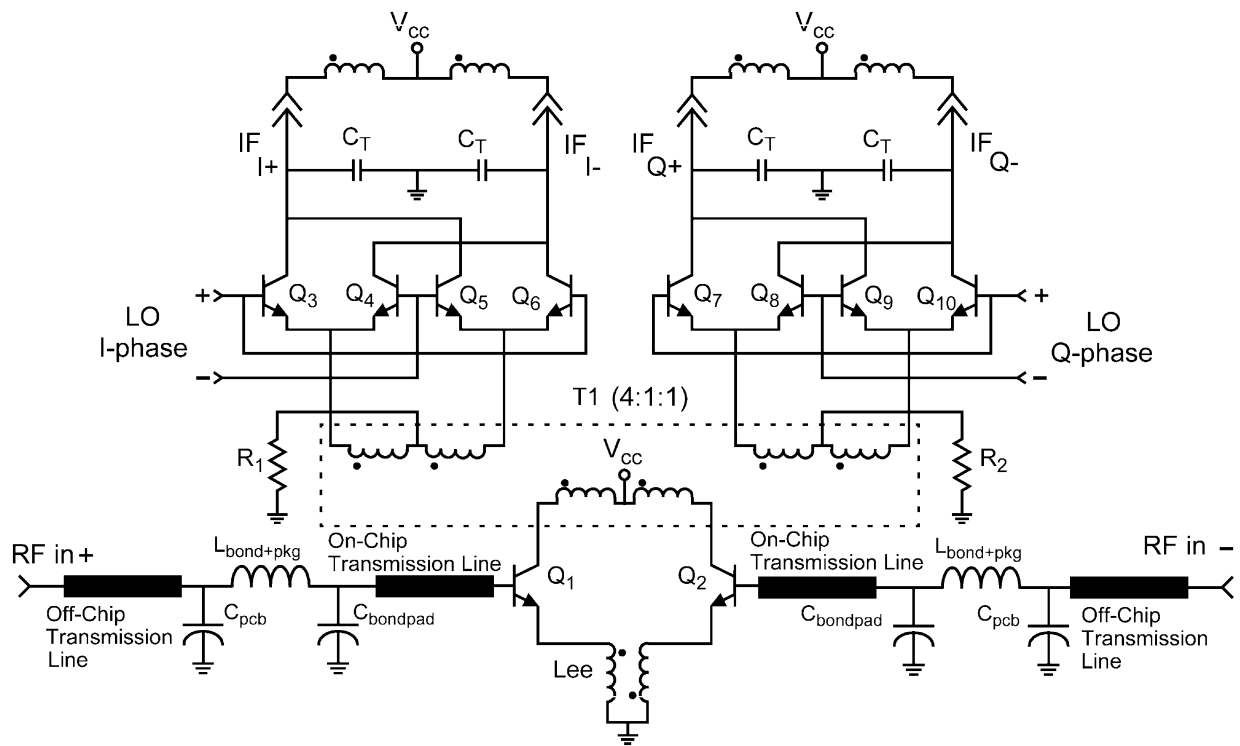 Vcc Vcc
IF I+ CT CT IF I- IF Q+ CT CT IF Q-
+ Q3 Q4 Q5 Q6 Q7 Q8 Q9 Q10 +
LO
I-phase
LO
Q-phase
− −
T1 (4:1:1)
R1 Vcc R2
RF in +
Lbond+pkg
On-Chip
Transmission Line
On-Chip
Transmission Line
Lbond+pkg
RF in −
Q1 Q2
Off-Chip
Transmission
Line
Cpcb
Cbondpad
Cbondpad
Cpcb
Off-Chip
Transmission
Line
Lee